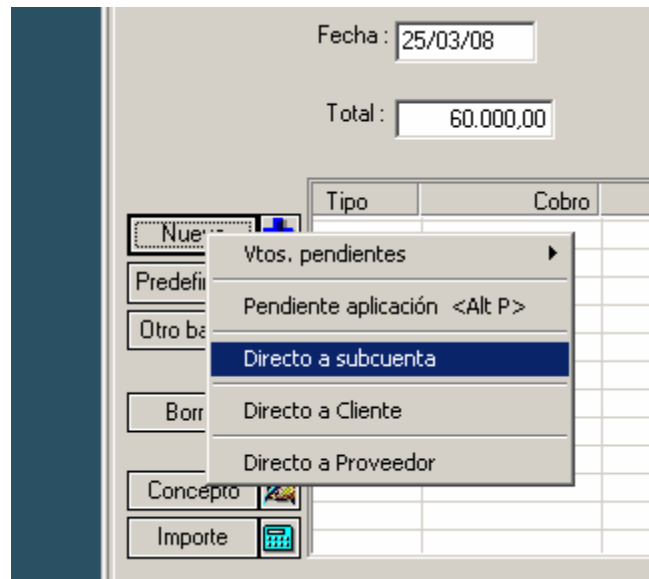 Fecha : 25/03/08
Total : 60.000,00
Tipo Cobro
Vtos. pendientes
Pendiente aplicación <Alt P>
Otro
Directo a subcuenta
Directo a Cliente
Directo a Proveedor
Concepto
Importe